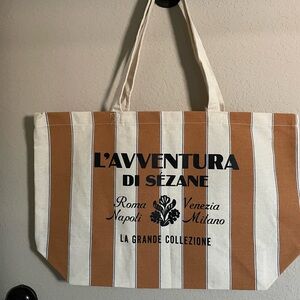 L'AVVENTURA
DI SÉZANE
Roma Venezia
Napoli Milano
LA GRANDE COLLEZIONE